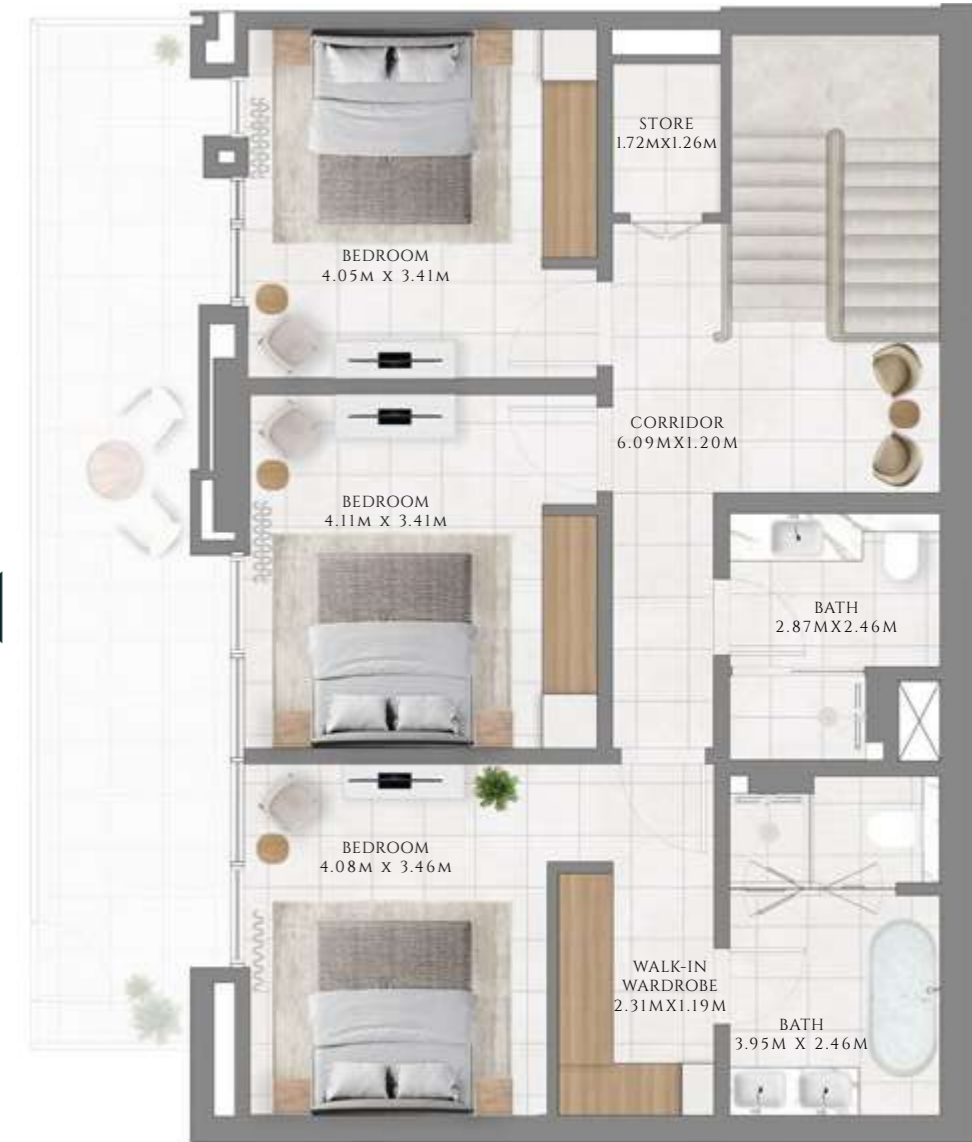 STORE
1.72MX1.26M
BEDROOM
4.05M X 3.41M
CORRIDOR
6.09MX1.20M
BEDROOM
4.11M X 3.41M
BATH
2.87MX2.46M
BEDROOM
4.08M X 3.46M
WALK-IN
WARDROBE
2.31MX1.19M
BATH
3.95M X 2.46M